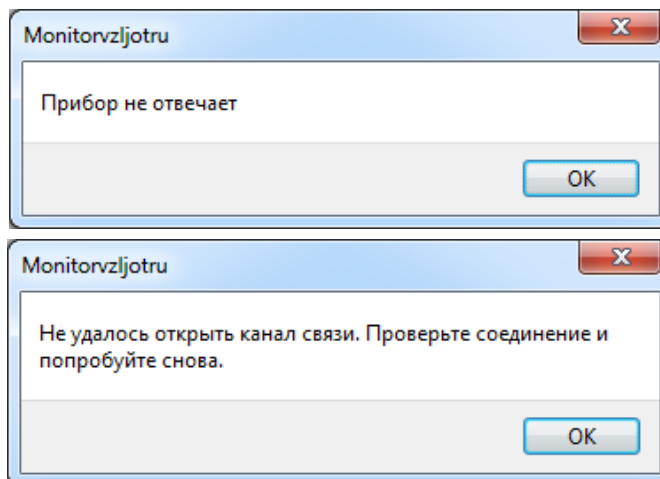 Monitorvzljotru
Прибор не отвечает
OK
Monitorvzljotru
Не удалось открыть канал связи. Проверьте соединение и
попробуйте снова.
OK